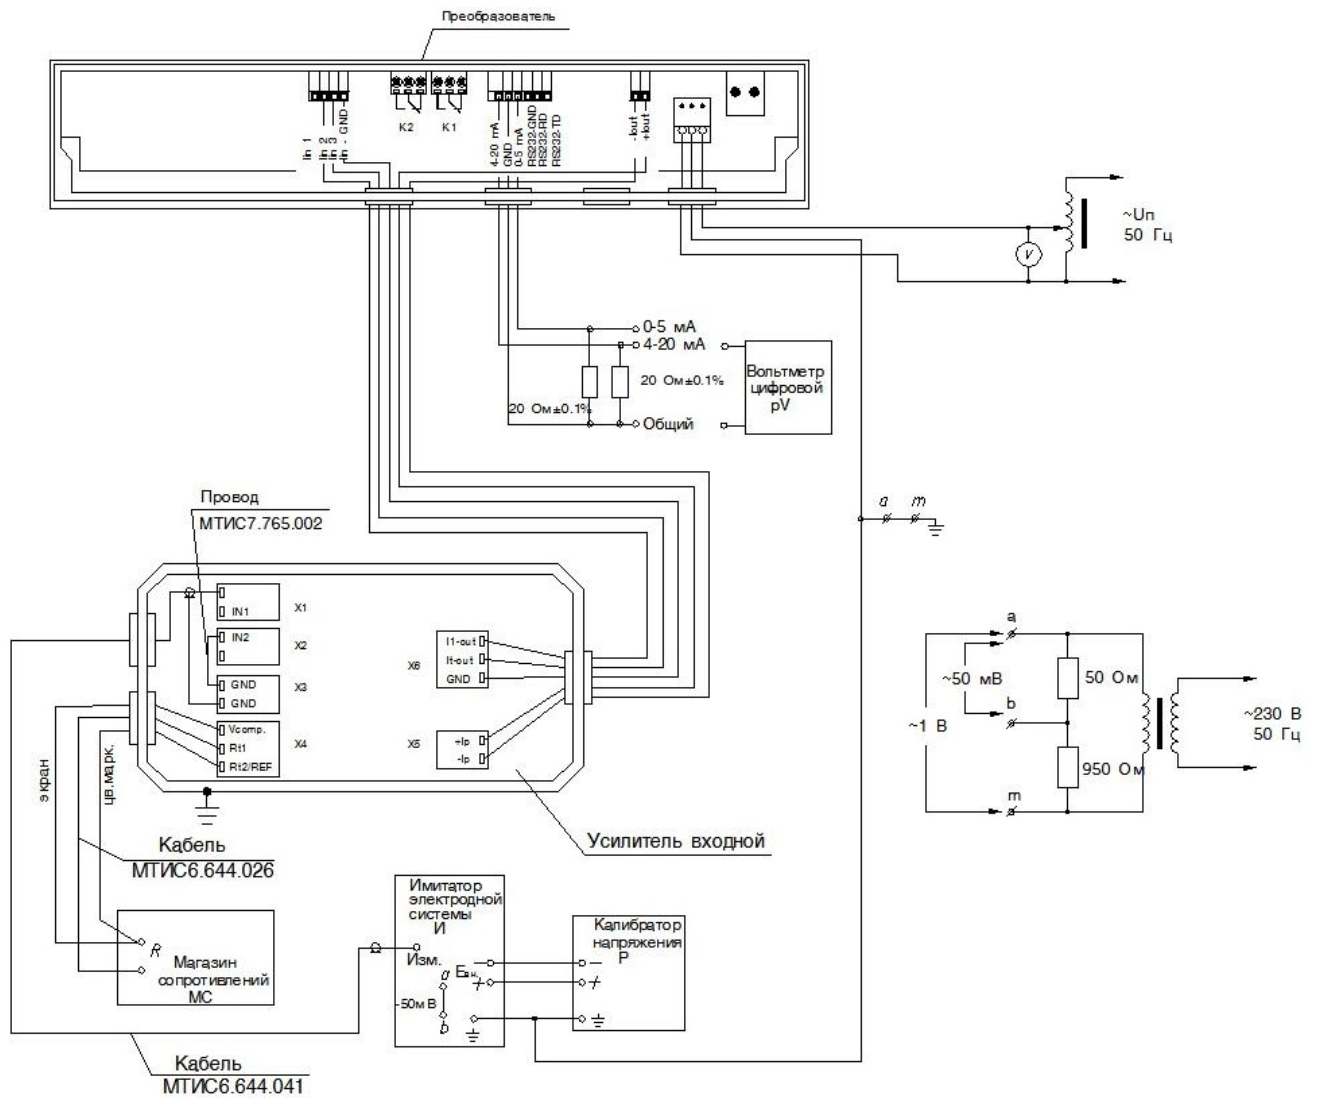 Преобразователь
K2
K1
Iin 1
In 2
In 3
In - GND
4-20 mA
GND
0-5 mA
RS232-GND
RS232-RD
RS232-TD
-Iout
+Iout
~Uп
50 Гц
V
0-5 мА
4-20 мА
20 Ом±0.1%
20 Ом±0.1%
Общий
Вольтметр
цифровой
pV
Провод
МТИС7.765.002
a
m
IN1
X1
IN2
X2
GND
GND
X3
Vcomp.
Rt1
Rt2/REF
X4
I1-out
It-out
GND
X6
+Ip
-Ip
X5
экран
цв.марк.
Усилитель входной
Кабель
МТИС6.644.026
a
50 Ом
~50 мВ
b
~1 В
950 Ом
m
~230 В
50 Гц
R
Магазин
сопротивлений
МС
Имитатор
электродной
системы
И
Изм.
Eвн.
a
-50мВ
b
−
+
Калибратор
напряжения
Р
−
+
Кабель
МТИС6.644.041